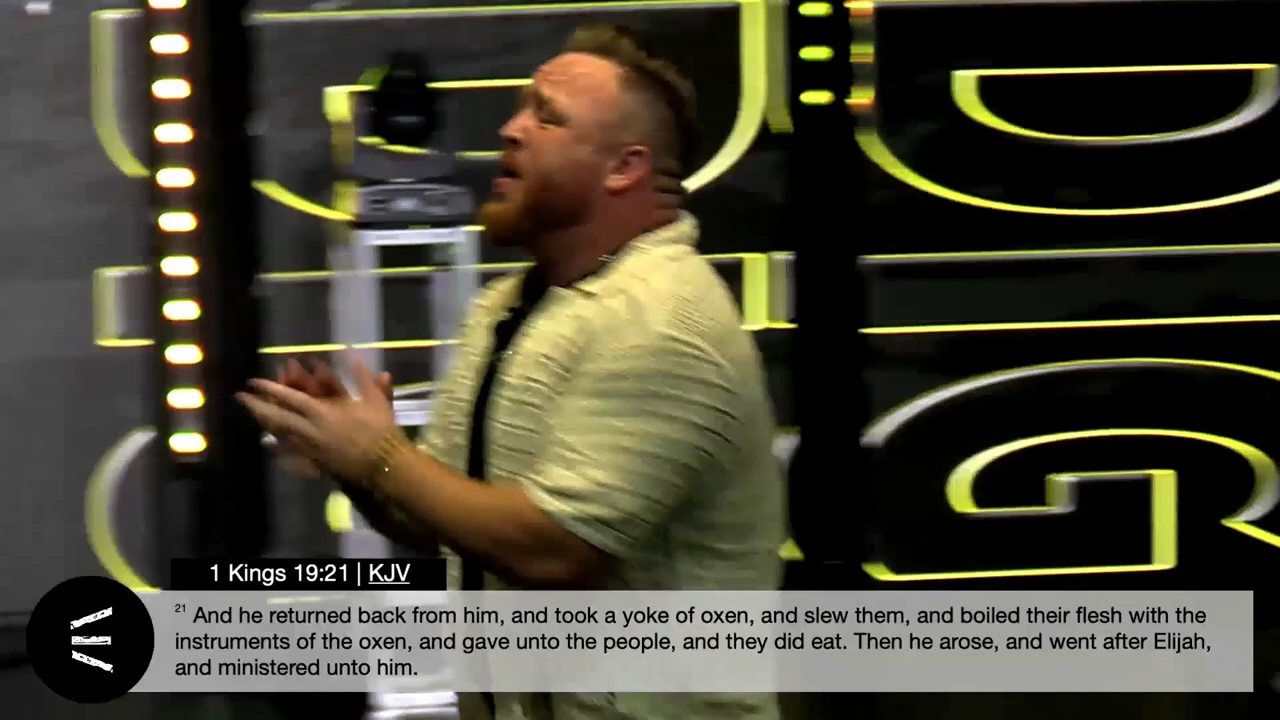 1 Kings 19:21 | KJV
21 And he returned back from him, and took a yoke of oxen, and slew them, and boiled their flesh with the
instruments of the oxen, and gave unto the people, and they did eat. Then he arose, and went after Elijah,
and ministered unto him.